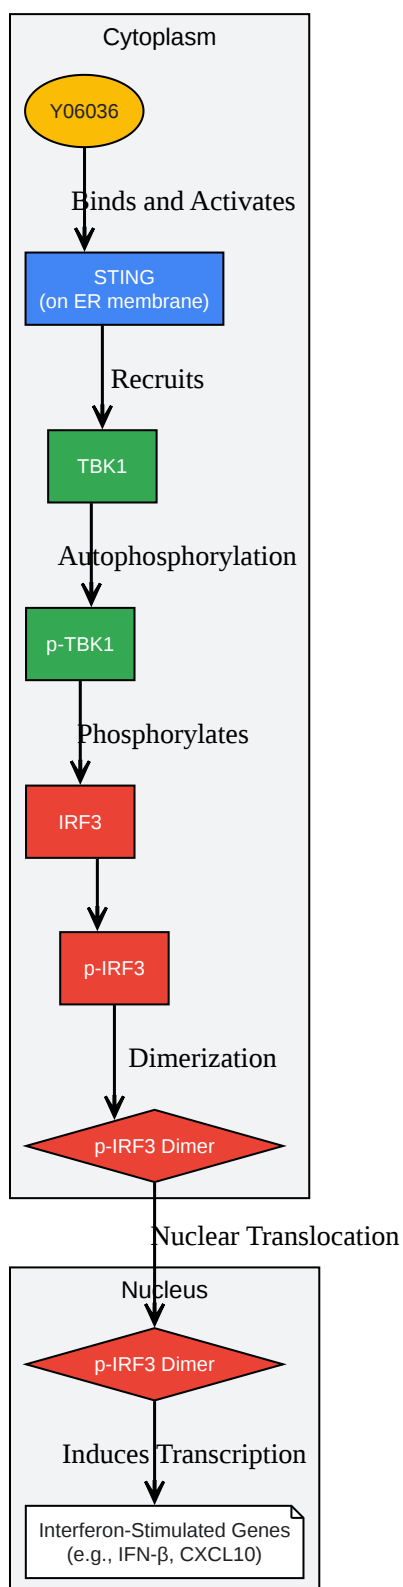 Cytoplasm
Y06036
Binds and Activates
STING
(on ER membrane)
Recruits
TBK1
Autophosphorylation
p-TBK1
Phosphorylates
IRF3
p-IRF3
Dimerization
p-IRF3 Dimer
Nuclear Translocation
Nucleus
p-IRF3 Dimer
Induces Transcription
Interferon-Stimulated Genes
(e.g., IFN-β, CXCL10)